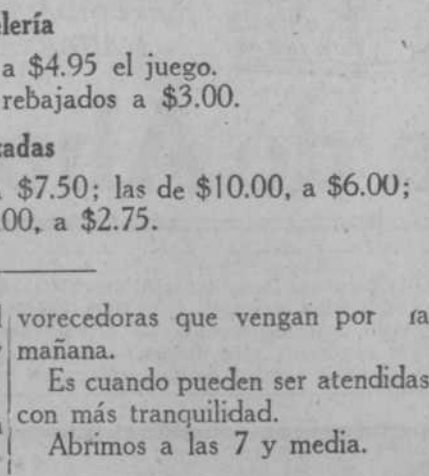 elería
a $4.95 el juego.
rebajados a $3.00.
adas
$7.50; las de $10.00, a $6.00;
00, a $2.75.
vorecedoras que vengan por
mañana.
Es cuando pueden ser atendidas
con más tranquilidad.
Abrimos a las 7 y media.